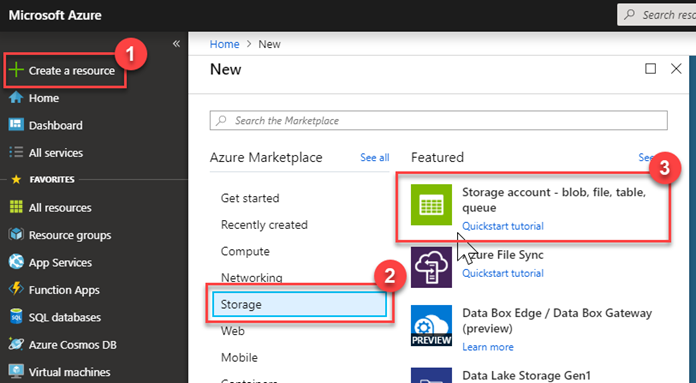 Microsoft Azure
Search reso
1
Create a resource
Home
Dashboard
All services
FAVORITES
All resources
Resource groups
App Services
Function Apps
SQL databases
Azure Cosmos DB
Virtual machines
Home > New
New
Search the Marketplace
Azure Marketplace
See all
Get started
Recently created
Compute
Networking
2
Storage
Web
Mobile
Containers
Featured
See
3
Storage account - blob, file, table,
queue
Quickstart tutorial
Azure File Sync
Quickstart tutorial
PREVIEW
Data Box Edge / Data Box Gateway
(preview)
Learn more
Data Lake Storage Gen1